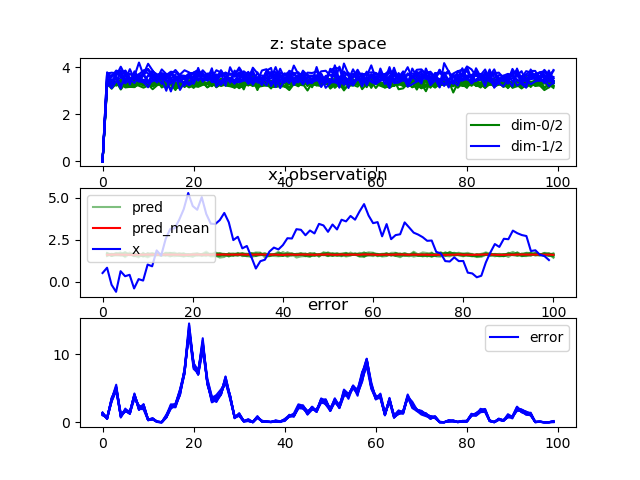 z: state space
4
2
0
dim-0/2
dim-1/2
0 20 40 60 80 100
x: observation
5.0
2.5
0.0
pred
pred_mean
x
0 20 40 60 80 100
error
10
0
error
0 20 40 60 80 100